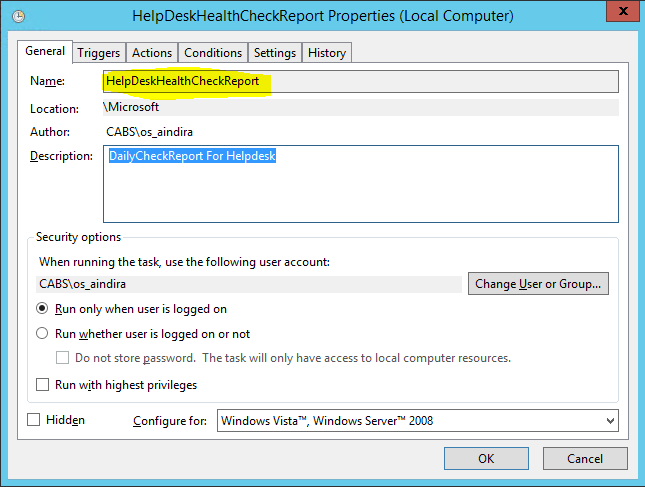 HelpDeskHealthCheckReport Properties (Local Computer)
General Triggers Actions Conditions Settings History
Name: HelpDeskHealthCheckReport
Location: \Microsoft
Author: CABS\os_aindira
Description: DailyCheckReport For Helpdesk
Security options
When running the task, use the following user account:
CABS\os_aindira Change User or Group...
Run only when user is logged on
Run whether user is logged on or not
Do not store password. The task will only have access to local computer resources.
Run with highest privileges
Hidden Configure for: Windows Vista™, Windows Server™ 2008
OK Cancel